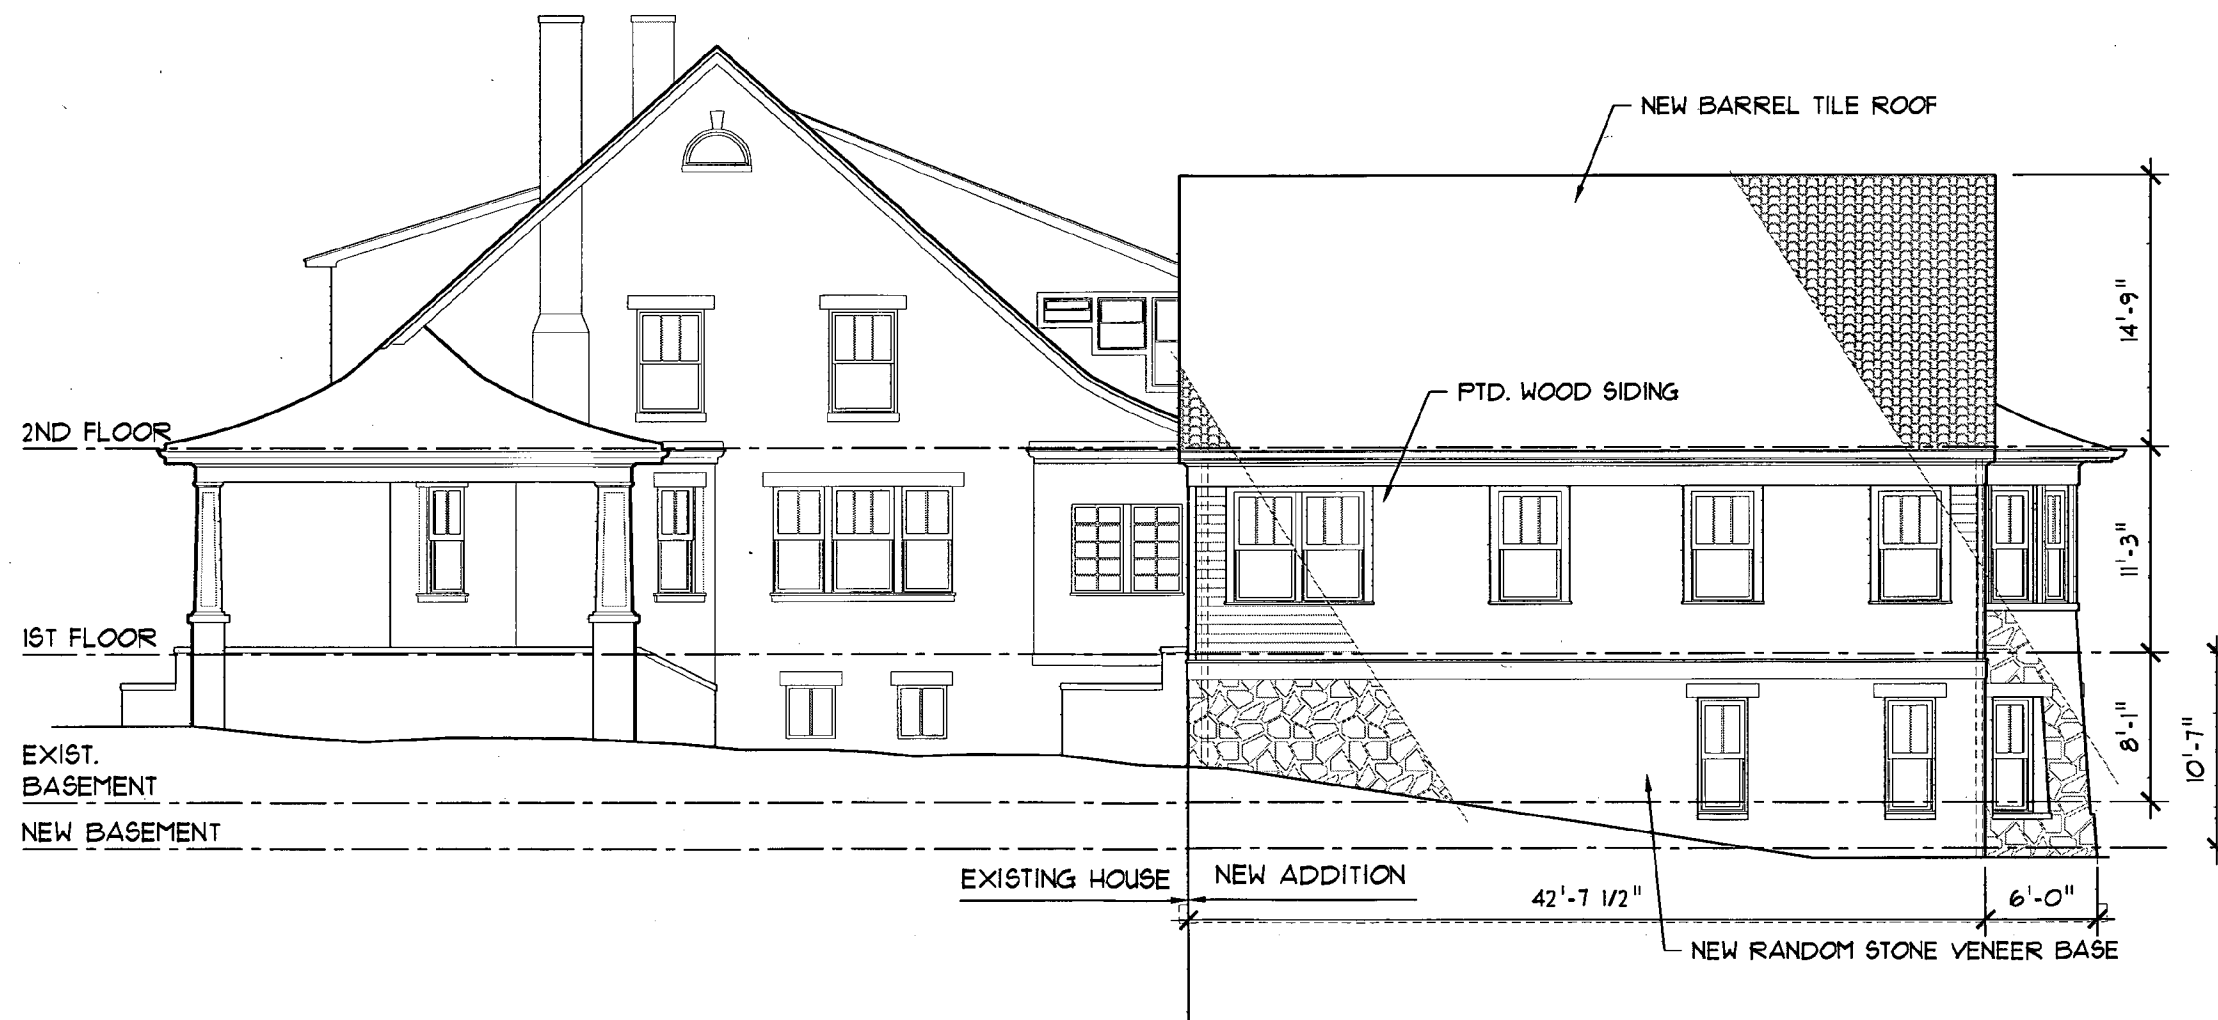 NEW BARREL TILE ROOF
14'-9"
PTD. WOOD SIDING
2ND FLOOR
11'-3"
1ST FLOOR
8'-1"
10'-7"
EXIST.
BASEMENT
NEW BASEMENT
EXISTING HOUSE
NEW ADDITION
42'-7 1/2"
6'-0"
NEW RANDOM STONE VENEER BASE